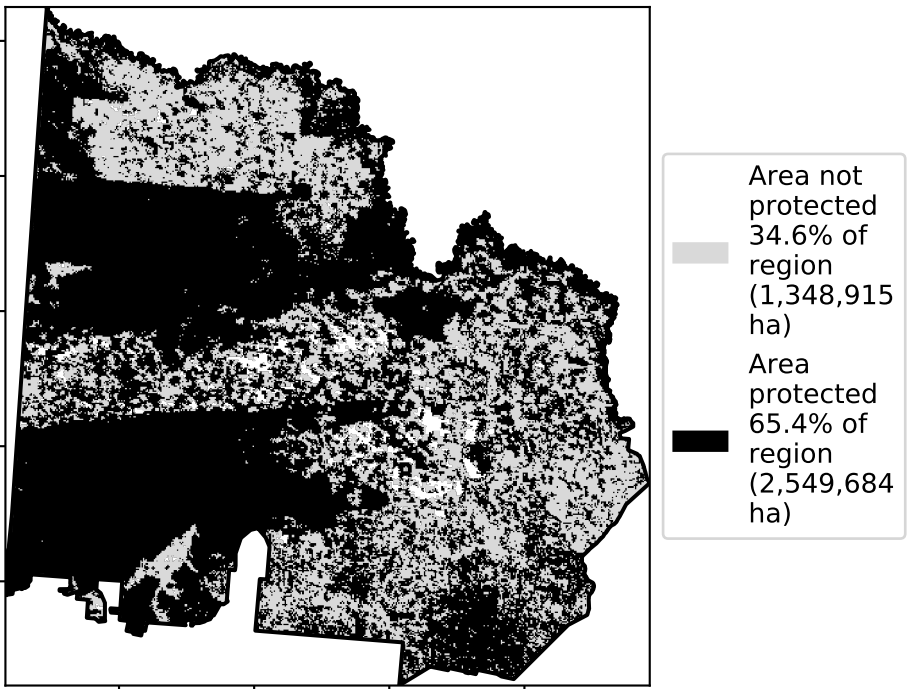 Area not
protected
34.6% of
region
(1,348,915
ha)
Area
protected
65.4% of
region
(2,549,684
ha)